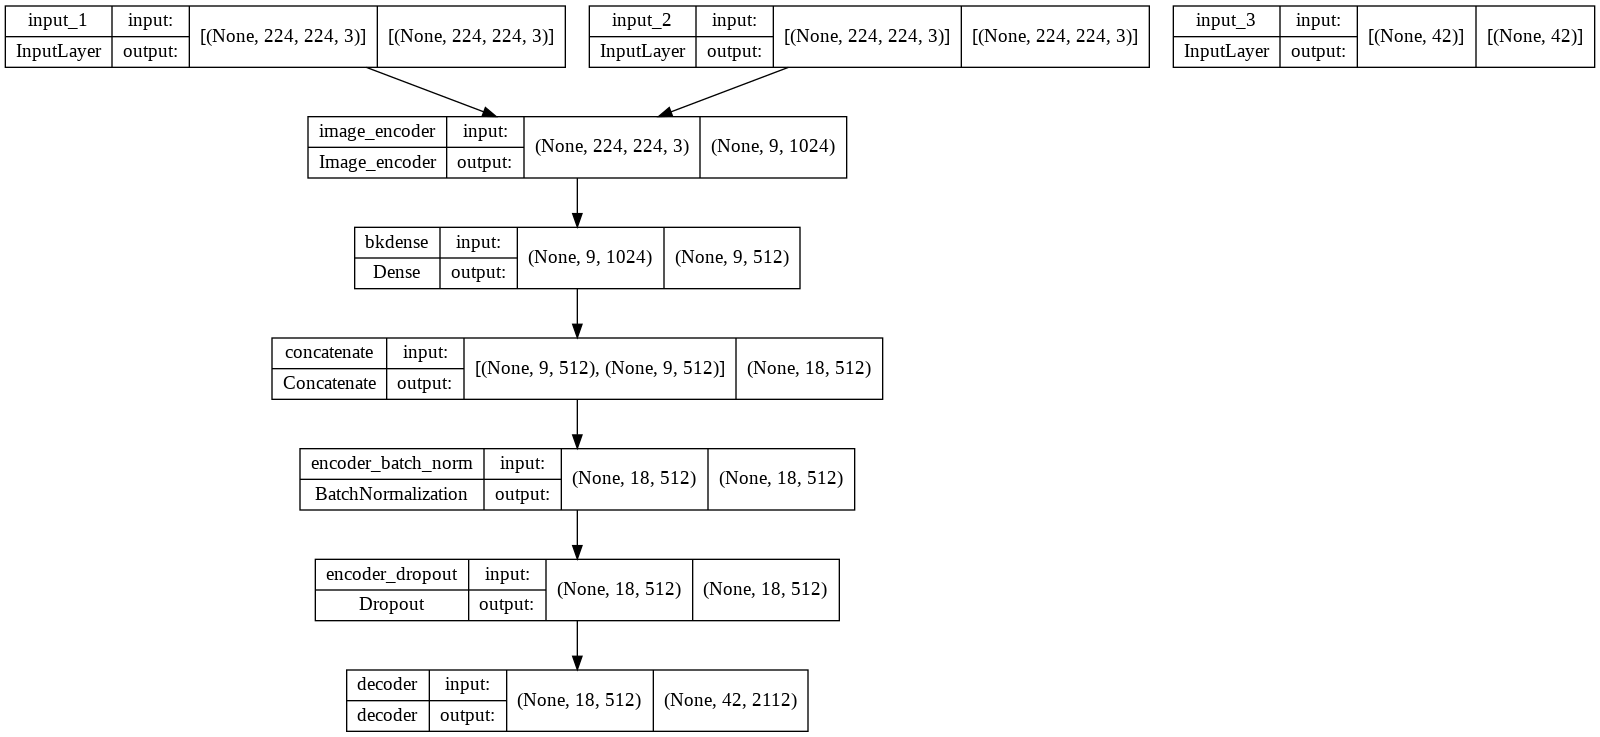 input_1 input: [(None, 224, 224, 3)] [(None, 224, 224, 3)]
InputLayer output:
input_2 input: [(None, 224, 224, 3)] [(None, 224, 224, 3)]
InputLayer output:
input_3 input: [(None, 42)] [(None, 42)]
InputLayer output:
image_encoder input: (None, 224, 224, 3) (None, 9, 1024)
Image_encoder output:
bkdense input: (None, 9, 1024) (None, 9, 512)
Dense output:
concatenate input: [(None, 9, 512), (None, 9, 512)] (None, 18, 512)
Concatenate output:
encoder_batch_norm input: (None, 18, 512) (None, 18, 512)
BatchNormalization output:
encoder_dropout input: (None, 18, 512) (None, 18, 512)
Dropout output:
decoder input: (None, 18, 512) (None, 42, 2112)
decoder output: